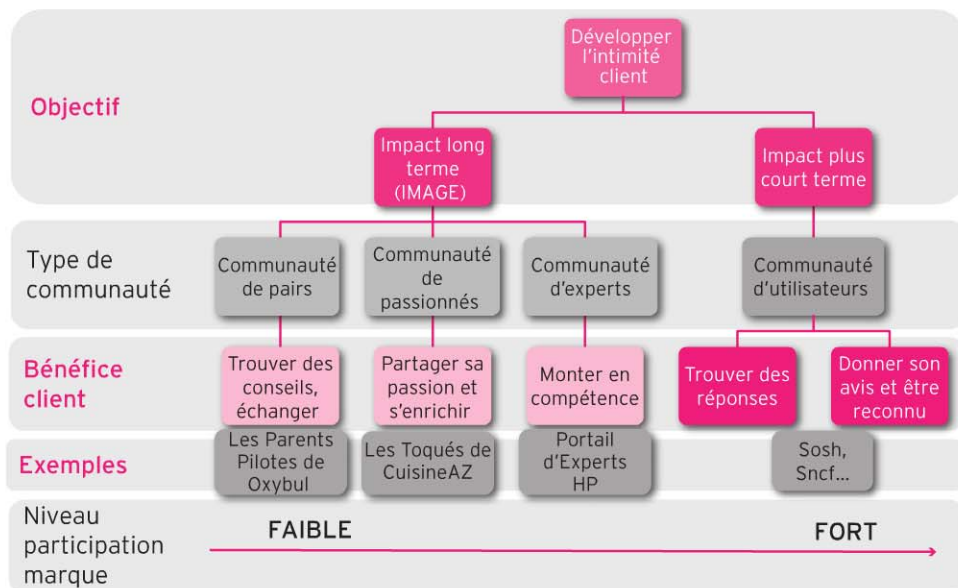 Développer
l'intimité
client
Objectif
Impact long
terme
(IMAGE)
Impact plus
court terme
Type de
communauté
Communauté
de pairs
Communauté
de
passionnés
Communauté
d'experts
Communauté
d'utilisateurs
Bénéfice
client
Trouver des
conseils,
échanger
Partager sa
passion et
s'enrichir
Monter en
compétence
Trouver des
réponses
Donner son
avis et être
reconnu
Exemples
Les Parents
Pilotes de
Oxybul
Les Toqués de
CuisineAZ
Portail
d'Experts
HP
Sosh,
Sncf...
Niveau
participation
marque
FAIBLE
FORT